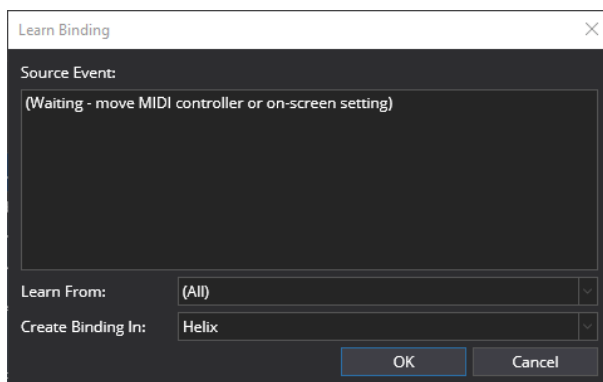 Learn Binding
Source Event:
(Waiting - move MIDI controller or on-screen setting)
Learn From: (All)
Create Binding In: Helix
OK Cancel